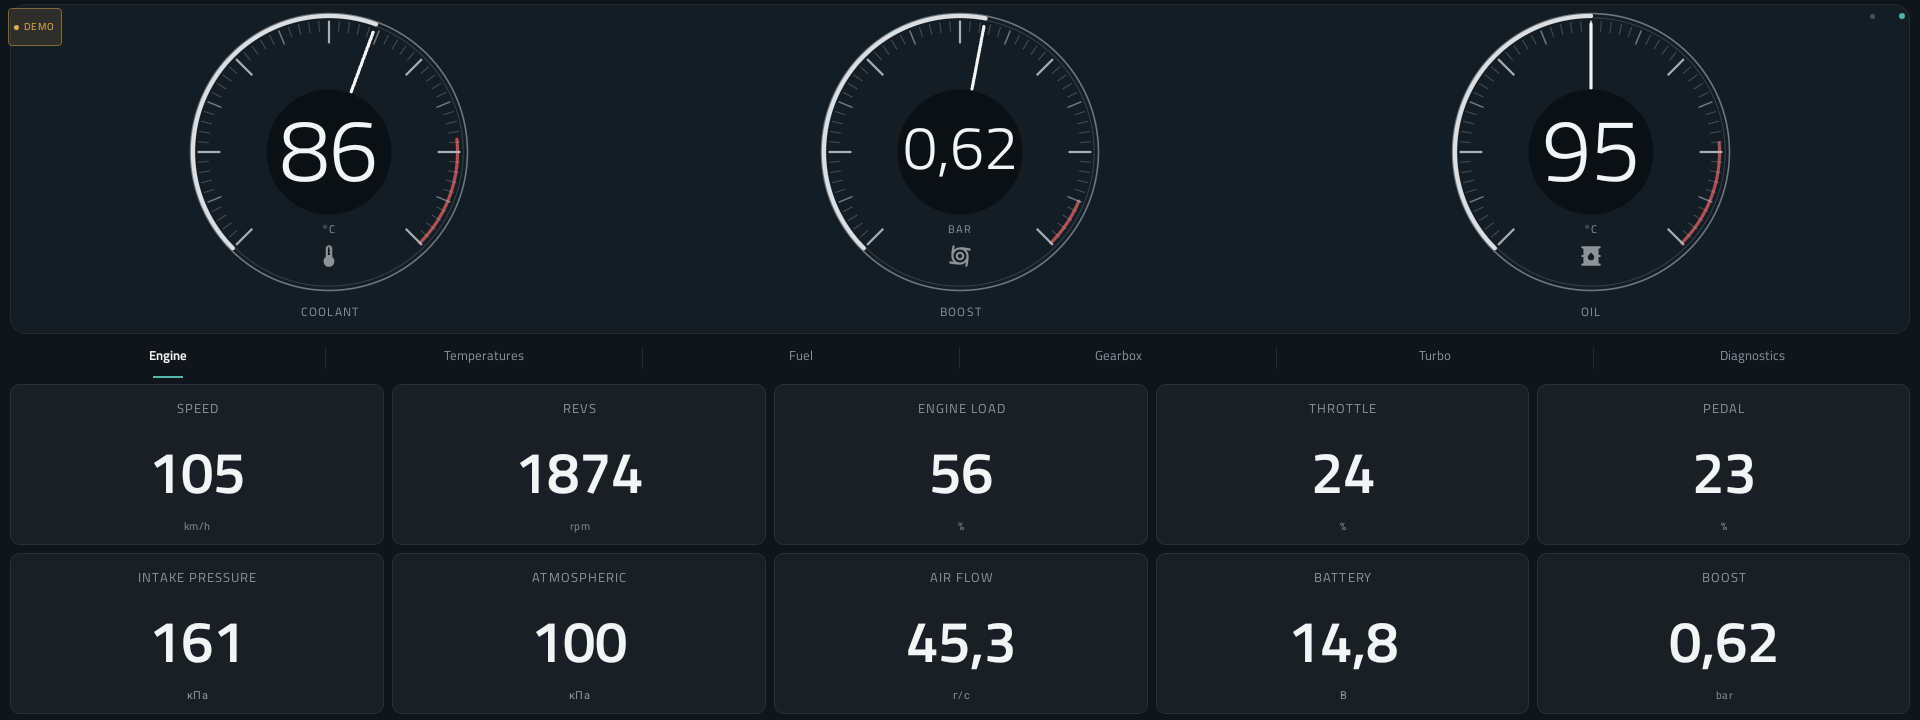 DEMO
86
°C
COOLANT
0,62
BAR
BOOST
95
°C
OIL
Engine
Temperatures
Fuel
Gearbox
Turbo
Diagnostics
SPEED
105
km/h
REVS
1874
rpm
ENGINE LOAD
56
%
THROTTLE
24
%
PEDAL
23
%
INTAKE PRESSURE
161
кПа
ATMOSPHERIC
100
кПа
AIR FLOW
45,3
г/с
BATTERY
14,8
В
BOOST
0,62
bar